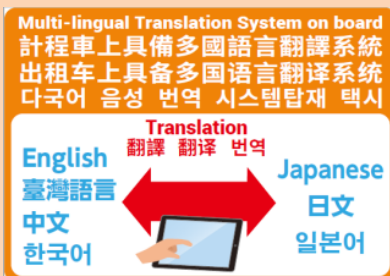 Multi-lingual Translation System on board
計程車上具備多國語言翻譯系統
出租车上具备多国语言翻译系统
다국어 음성 번역 시스템탑재 택시
Translation
翻譯 翻译 번역
English
臺灣語言
中文
한국어
Japanese
日文
일본어